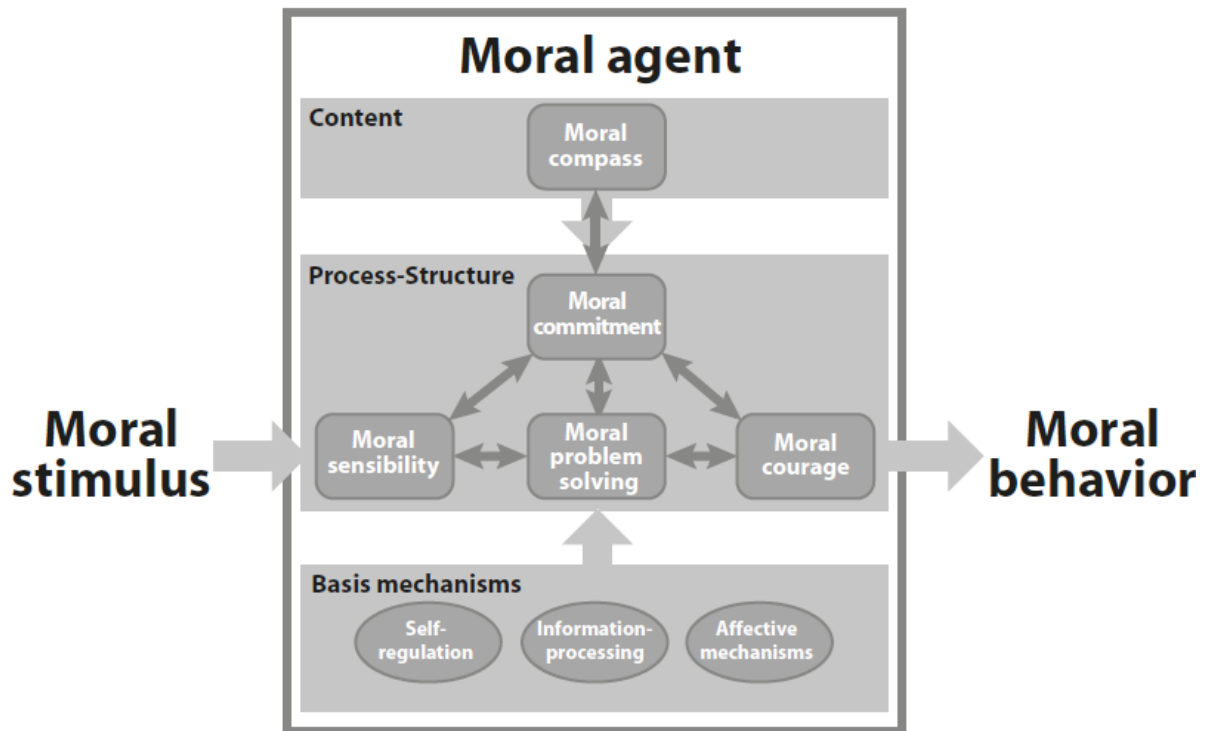 Moral agent
Content
Moral
compass
Process-Structure
Moral
commitment
Moral
stimulus
Moral
sensibility
Moral
problem
solving
Moral
courage
Moral
behavior
Basis mechanisms
Self-
regulation
Information-
processing
Affective
mechanisms